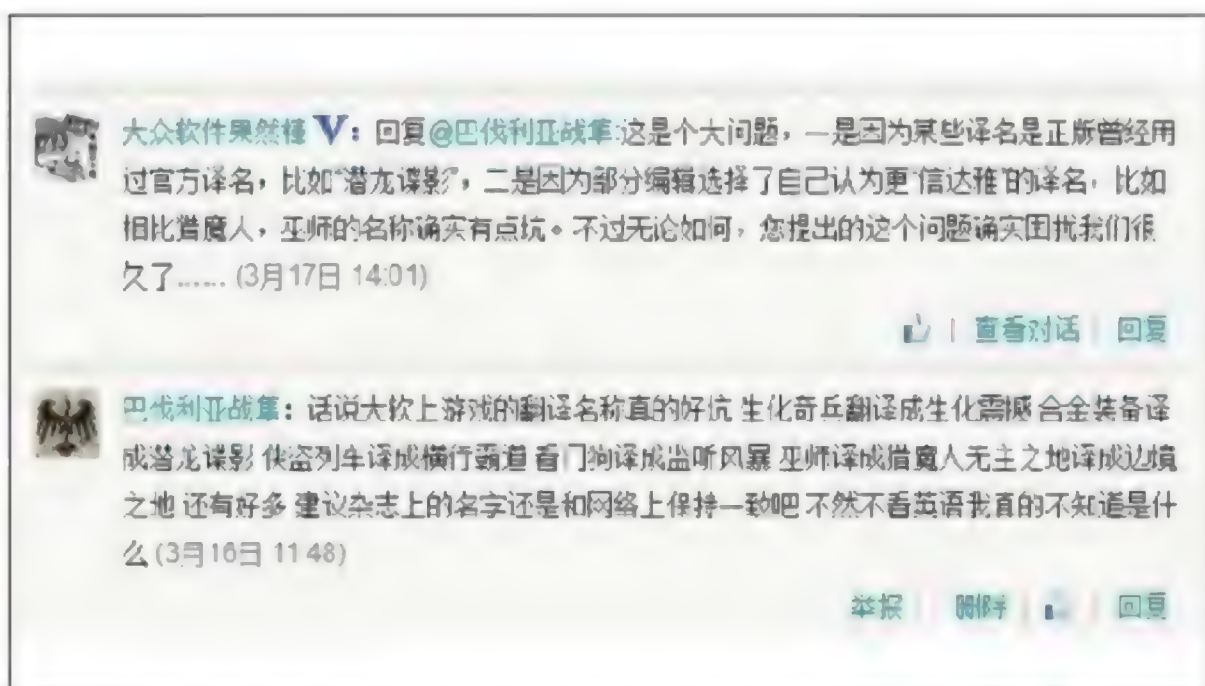 大众软件果然棒 V：回复@巴伐利亚战隼:这是个大问题，一是因为某些译名是正版曾经用
过官方译名，比如“潜龙谍影”，二是因为部分编辑选择了自己认为更“信达雅”的译名，比如
相比猎魔人，巫师的名称确实有点坑。不过无论如何，您提出的这个问题确实困扰我们很
久了...... (3月17日 14:01)
| 查看对话 | 回复
巴伐利亚战隼：话说大软上游戏的翻译名称真的好坑 生化奇兵翻译成生化震撼 合金装备译
成潜龙谍影 侠盗列车译成横行霸道 看门狗译成监听风暴 巫师译成猎魔人无主之地译成边境
之地 还有好多 建议杂志上的名字还是和网络上保持一致吧 不然不看英语我真的不知道是什
么 (3月16日 11:48)
举报 | 删除 | 回复